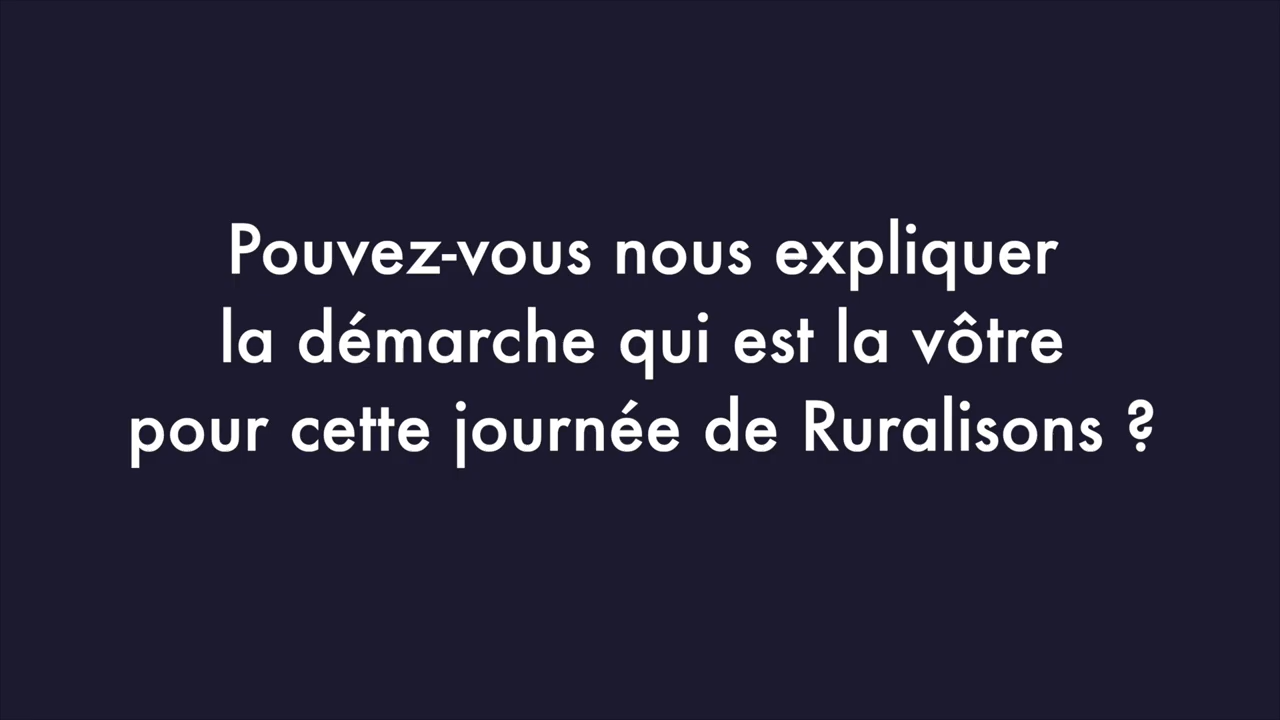 Pouvez-vous nous expliquer
la démarche qui est la vôtre
pour cette journée de Ruralisons ?